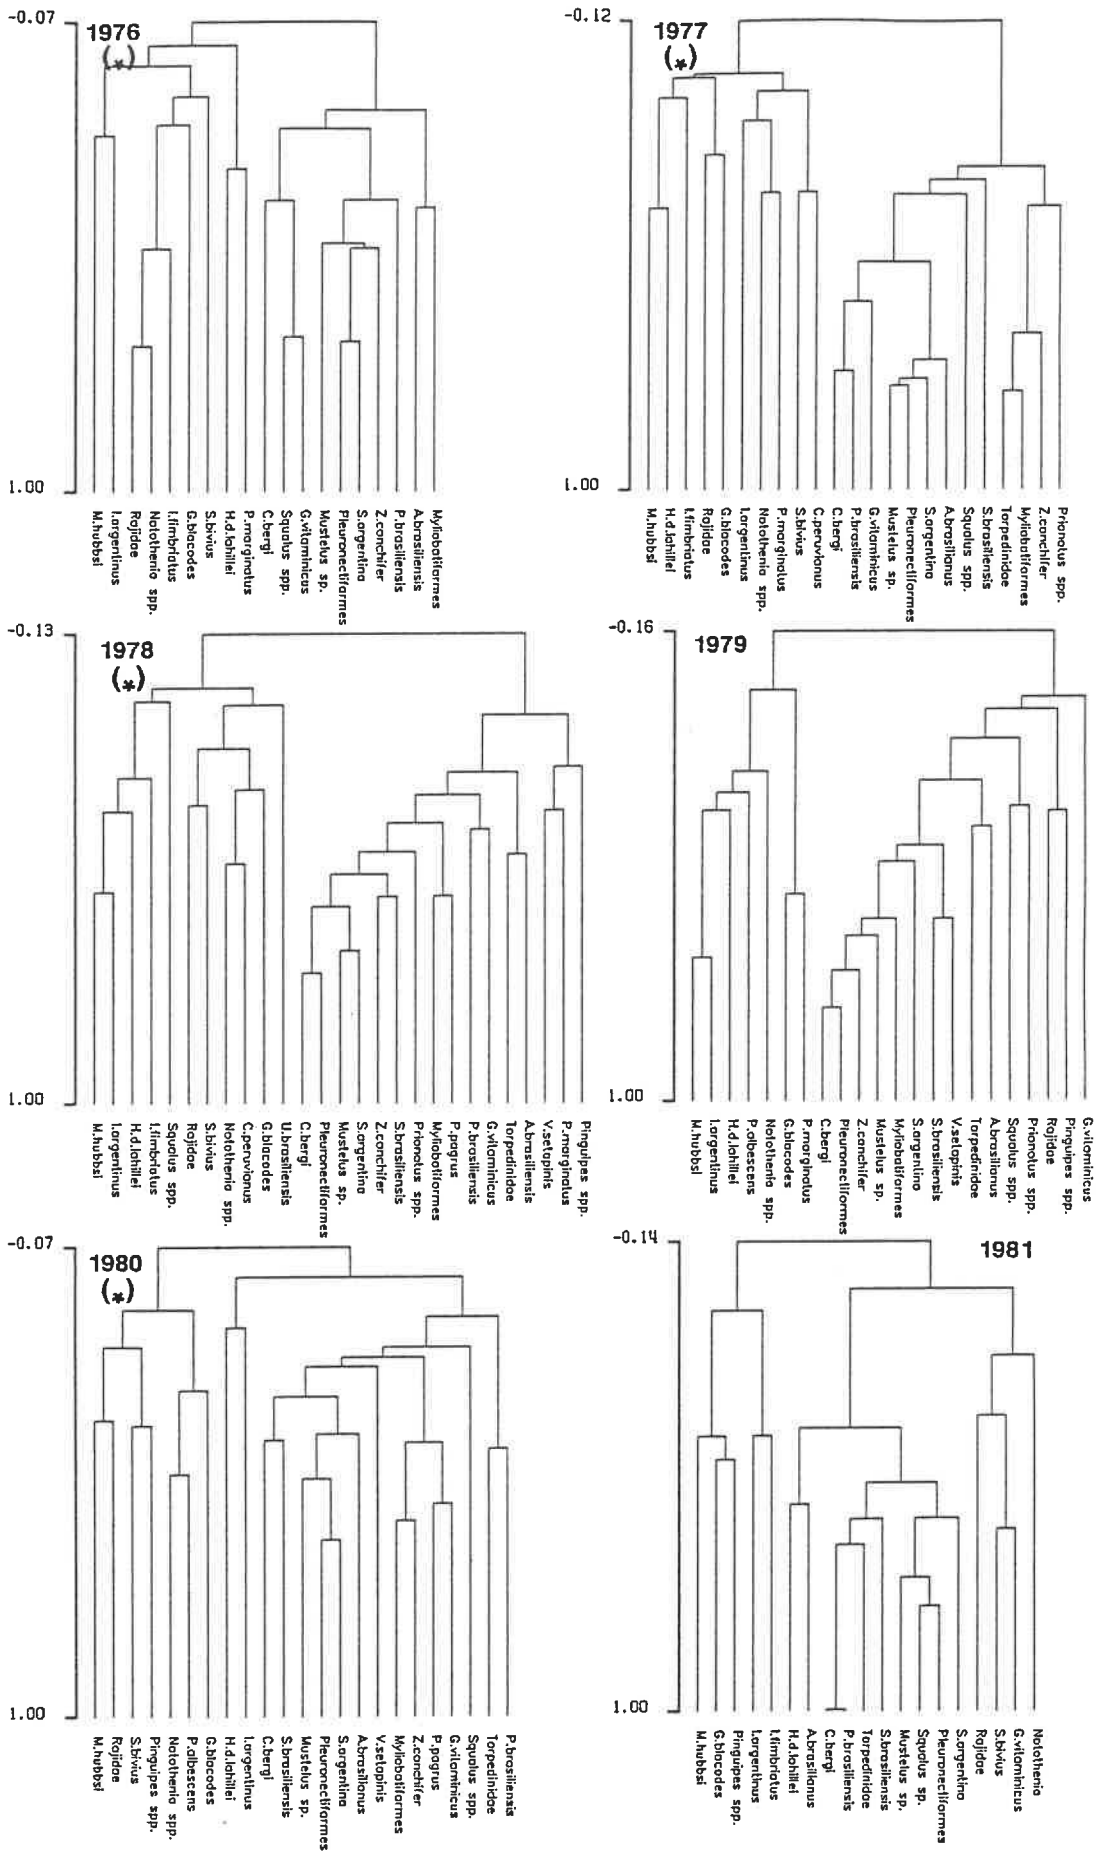 -0.07
1976
(*)
1.00
M.hubbsi
I.argentinus
Rajidae
Notothenia spp.
I.fimbriatus
G.blacodes
S.bivius
H.d.lahillei
P.marginatus
C.bergi
Squalus spp.
G.vitaminicus
Mustelus sp.
Pleuronectiformes
S.argentina
Z.conchifer
P.brasiliensis
A.brasiliensis
Myliobatiformes
-0.12
1977
(*)
1.00
M.hubbsi
H.d.lahillei
I.fimbriatus
Rajidae
G.blacodes
I.argentinus
Notothenia spp.
P.marginatus
S.bivius
C.peruvianus
C.bergi
P.brasiliensis
G.vitaminicus
Mustelus sp.
Pleuronectiformes
S.argentina
A.brasilianus
Squalus spp.
S.brasiliensis
Torpedinidae
Myliobatiformes
Z.conchifer
Prionotus spp.
-0.13
1978
(*)
1.00
M.hubbsi
I.argentinus
H.d.lahillei
I.fimbriatus
Squalus spp.
Rajidae
S.bivius
Notothenia spp.
C.peruvianus
G.blacodes
U.brasiliensis
C.bergi
Pleuronectiformes
Mustelus sp.
S.argentina
Z.conchifer
S.brasiliensis
Prionotus spp.
Myliobatiformes
P.pagrus
P.brasiliensis
G.vitaminicus
Torpedinidae
A.brasiliensis
V.setapinis
P.marginatus
Pinguipes spp.
-0.16
1979
1.00
M.hubbsi
I.argentinus
H.d.lahillei
P.albescens
Notothenia spp.
G.blacodes
P.marginatus
C.bergi
Pleuronectiformes
Z.conchifer
Mustelus sp.
Myliobatiformes
S.argentina
S.brasiliensis
V.setapinis
Torpedinidae
A.brasilianus
Squalus spp.
Prionotus spp.
Rajidae
Pinguipes spp.
G.vitaminicus
-0.07
1980
(*)
1.00
M.hubbsi
Rajidae
S.bivius
Pinguipes spp.
Notothenia spp.
P.albescens
G.blacodes
H.d.lahillei
I.argentinus
C.bergi
S.brasiliensis
Mustelus sp.
Pleuronectiformes
S.argentina
A.brasilianus
V.setapinis
Myliobatiformes
Z.conchifer
P.pagrus
G.vitaminicus
Squalus spp.
Torpedinidae
P.brasilensis
-0.14
1981
1.00
M.hubbsi
G.blacodes
Pinguipes spp.
I.argentinus
I.fimbriatus
H.d.lahillei
A.brasilianus
C.bergi
P.brasiliensis
Torpedinidae
S.brasiliensis
Mustelus sp.
Squalus sp.
Pleuronectiformes
S.argentina
Rajidae
S.bivius
G.vitaminicus
Notothenia